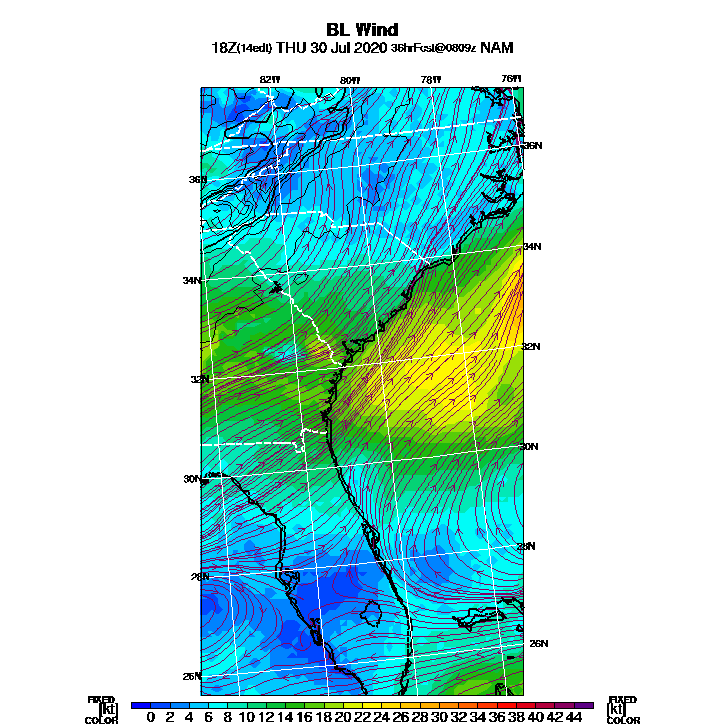 BL Wind
18Z(14edt) THU 30 Jul 2020 36hrFcst@0809z NAM
82W 80W 78W 76W
36N
36N
34N
34N
32N
32N
30N
30N
28N
28N
26N
26N
FIXED FIXED
[kt] 0 2 4 6 8 10 12 14 16 18 20 22 24 26 28 30 32 34 36 38 40 42 44 [kt]
COLOR COLOR